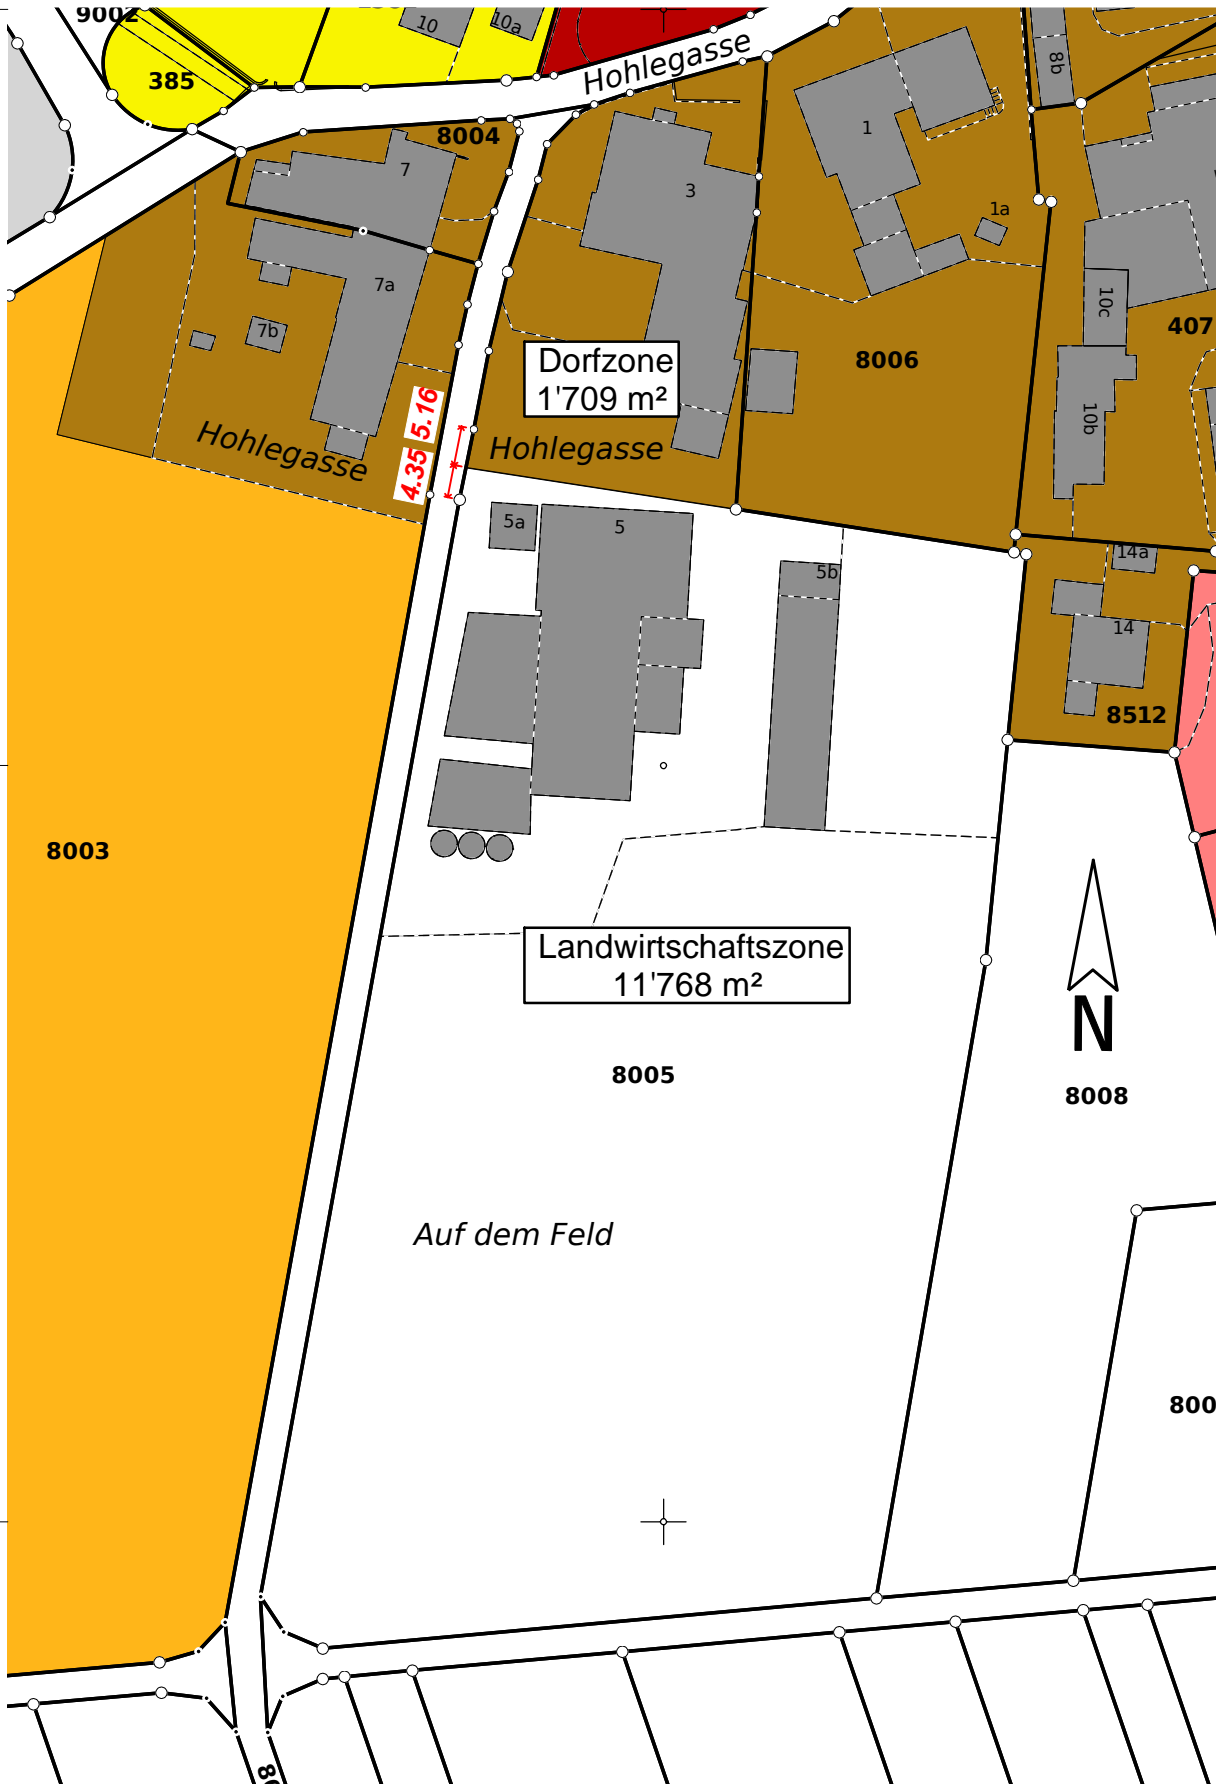 9002
10
10a
385
Hohlegasse
8b
8004
1
7
3
1a
7a
10c
7b
407
Dorfzone
1'709 m²
8006
4.35 5.16
10b
Hohlegasse
Hohlegasse
5a
5
14a
5b
14
8512
8003
Landwirtschaftszone
11'768 m²
N
8005
8008
Auf dem Feld
800